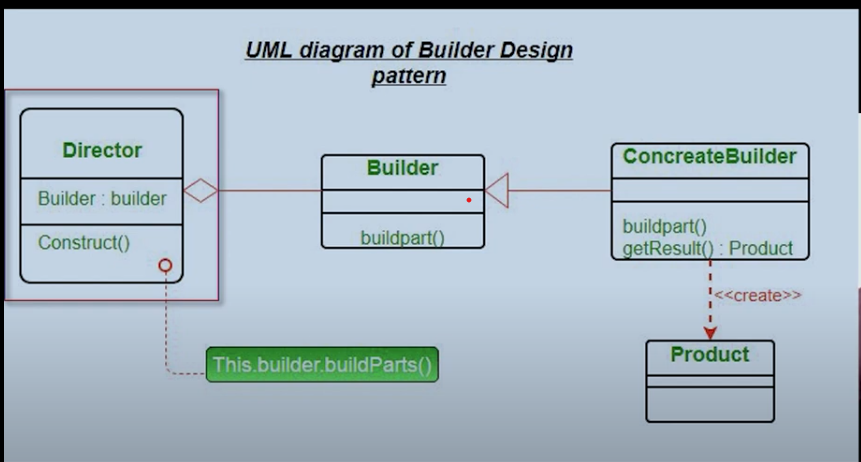 UML diagram of Builder Design
pattern
Director
Builder : builder
Construct()
Builder
buildpart()
ConcreateBuilder
buildpart()
getResult() : Product
<<create>>
Product
This.builder.buildParts()